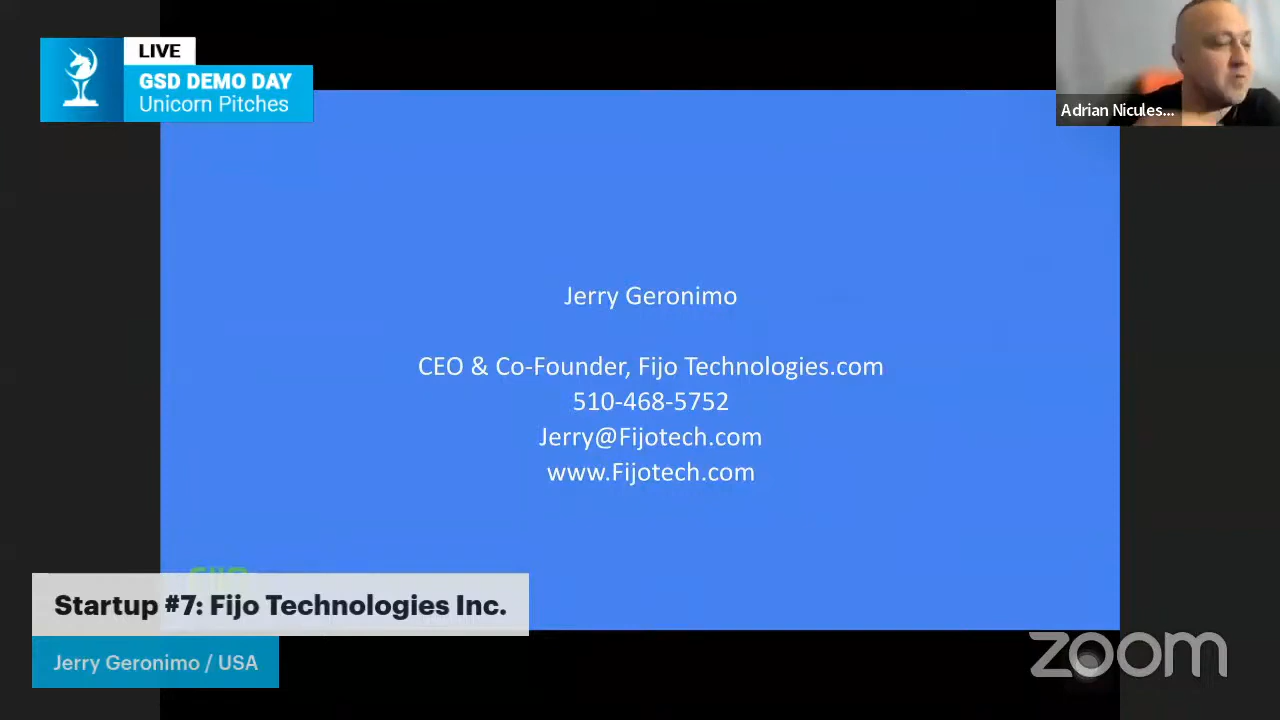 LIVE
GSD DEMO DAY
Unicorn Pitches
Adrian Nicules...
Jerry Geronimo
CEO & Co-Founder, Fijo Technologies.com
510-468-5752
Jerry@Fijotech.com
www.Fijotech.com
Startup #7: Fijo Technologies Inc.
Jerry Geronimo / USA
zoom